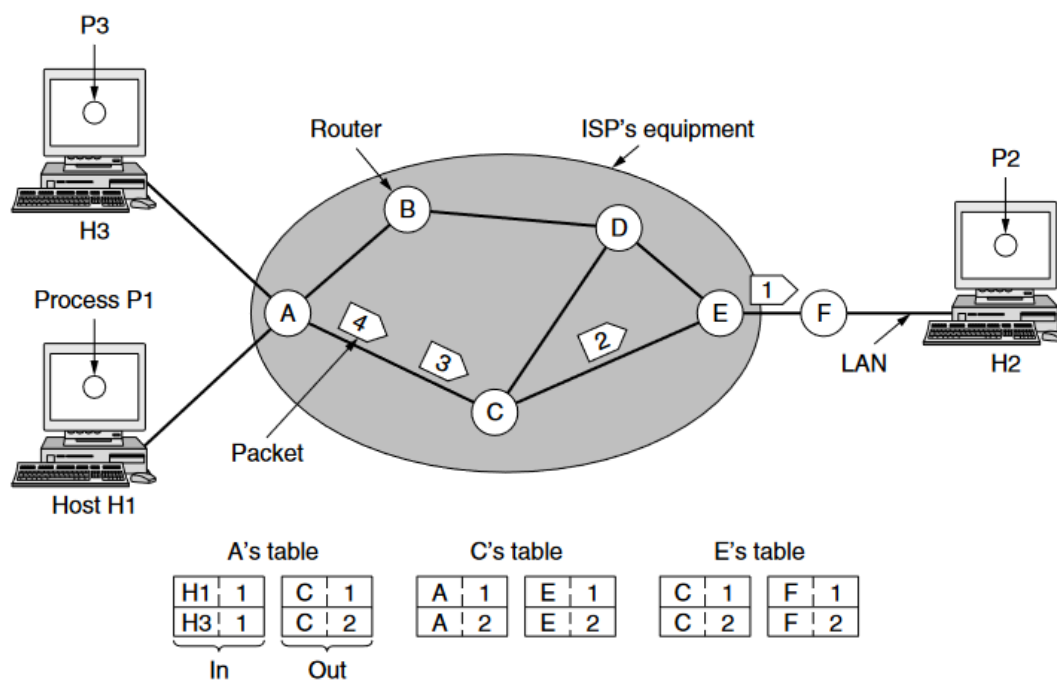 P3
Router
ISP's equipment
P2
B
D
H3
Process P1
A
4
3
2
E
1
F
C
LAN
H2
Packet
Host H1
A's table
C's table
E's table
H1 1 C 1 A 1 E 1 C 1 F 1
H3 1 C 2 A 2 E 2 C 2 F 2
In Out